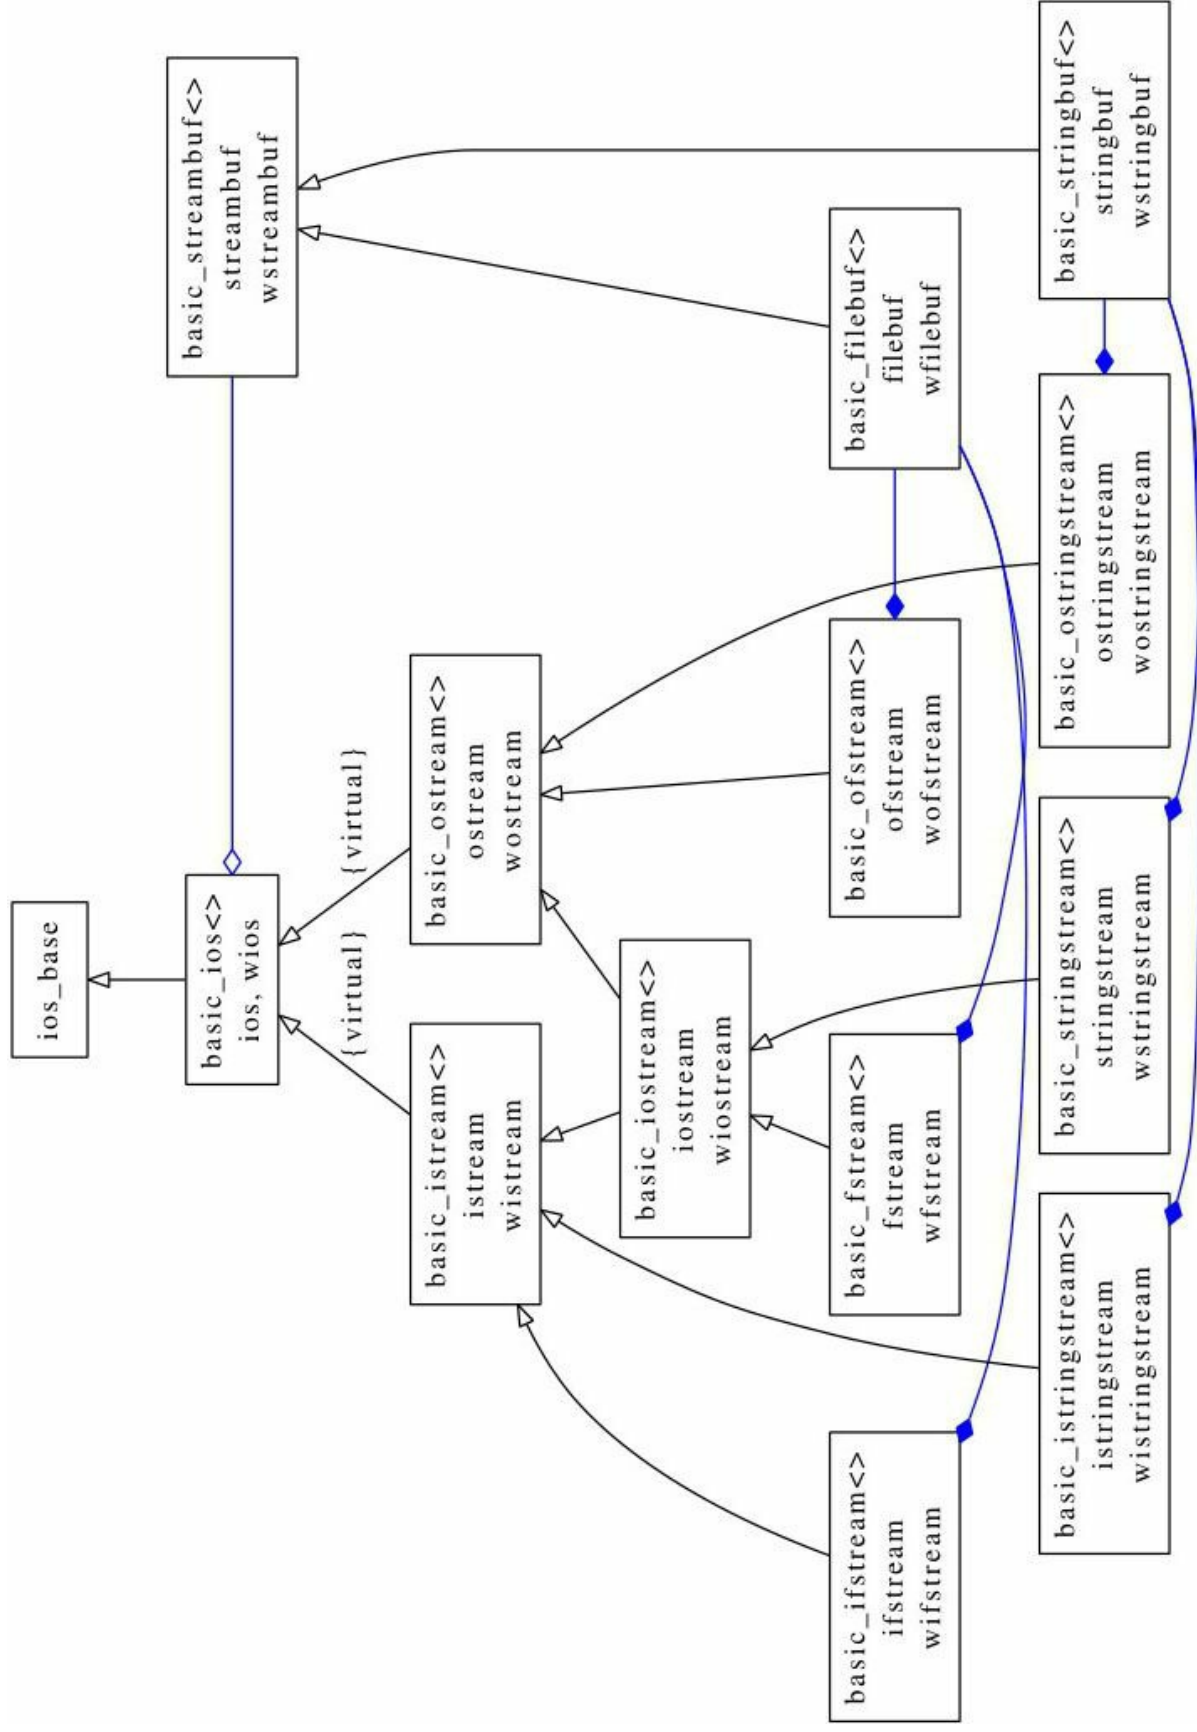 ios_base
basic_ios<>
ios, wios
basic_streambuf<>
streambuf
wstreambuf
{virtual}
{virtual}
basic_istream<>
istream
wistream
basic_ostream<>
ostream
wostream
basic_iostream<>
iostream
wiostream
basic_ifstream<>
ifstream
wifstream
basic_fstream<>
fstream
wfstream
basic_ofstream<>
ofstream
wofstream
basic_filebuf<>
filebuf
wfilebuf
basic_istringstream<>
istringstream
wistringstream
basic_stringstream<>
stringstream
wstringstream
basic_ostringstream<>
ostringstream
wostringstream
basic_stringbuf<>
stringbuf
wstringbuf